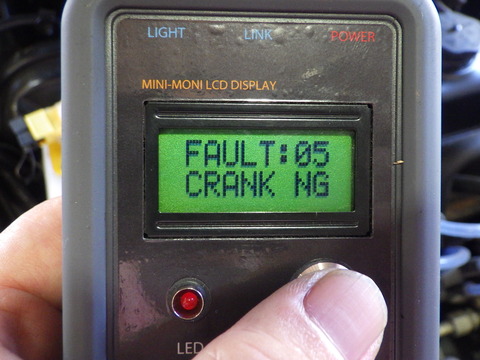 LIGHT LINK POWER
MINI-MONI LCD DISPLAY
FAULT:05
CRANK NG
LED